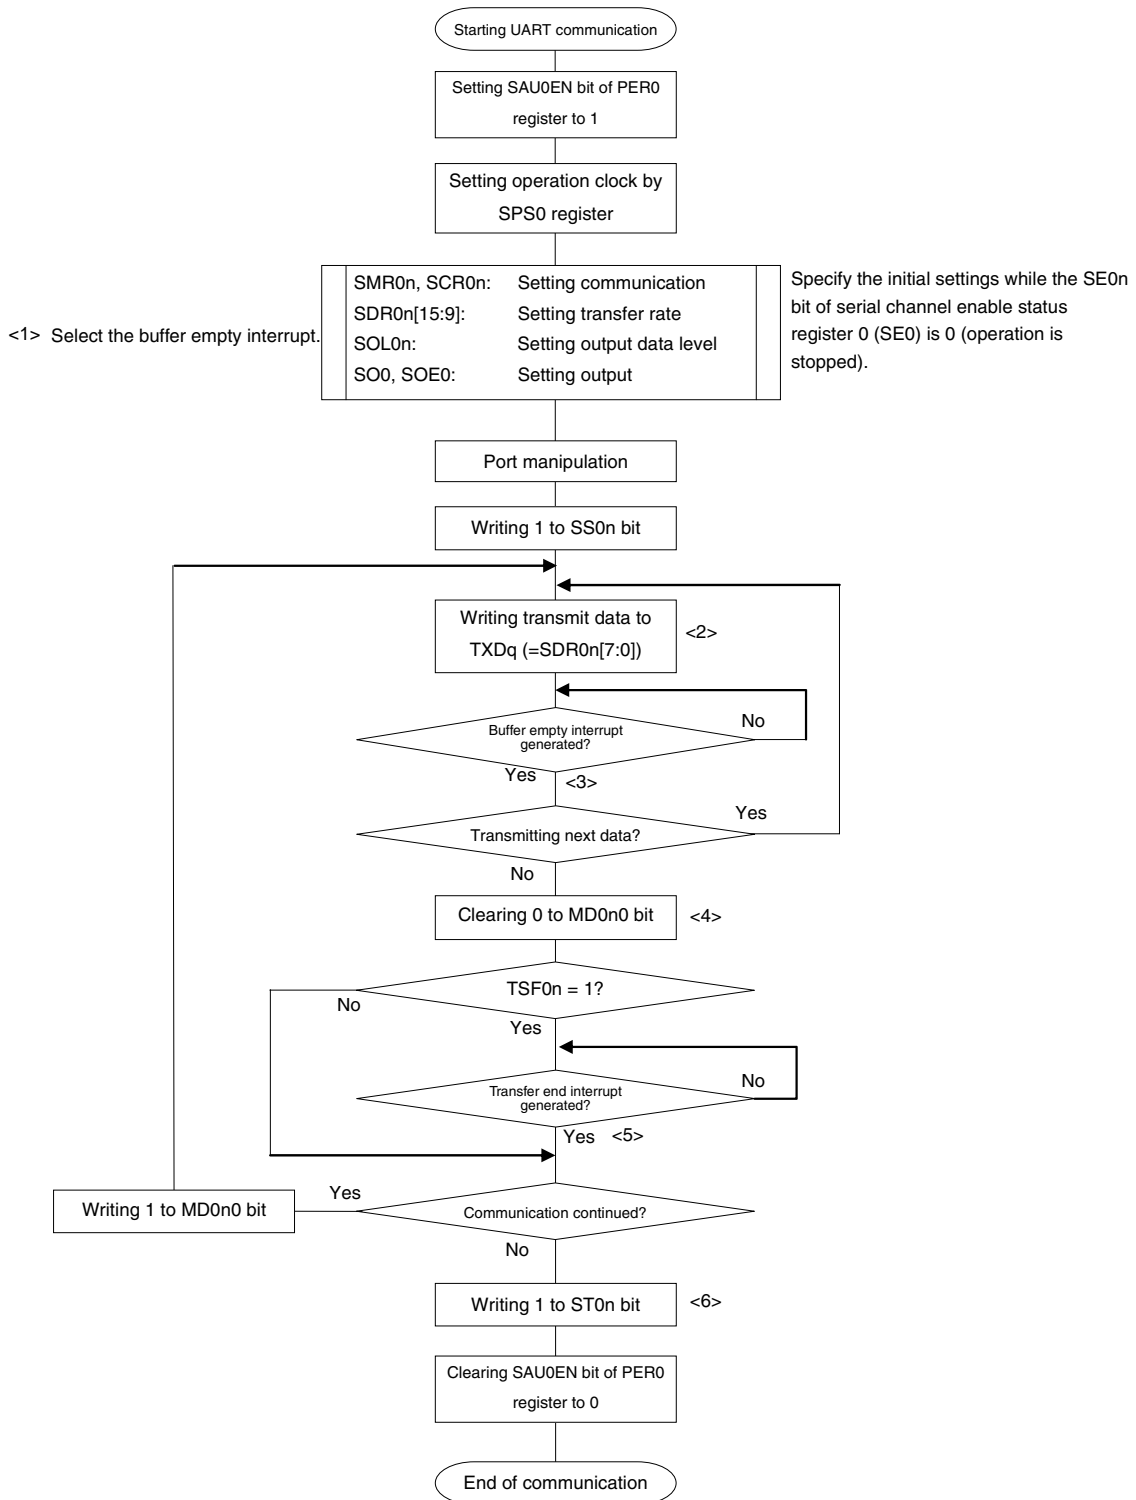 Starting UART communication
Setting SAU0EN bit of PER0
register to 1
Setting operation clock by
SPS0 register
<1> Select the buffer empty interrupt.
SMR0n, SCR0n: Setting communication
SDR0n[15:9]: Setting transfer rate
SOL0n: Setting output data level
SO0, SOE0: Setting output
Specify the initial settings while the SE0n
bit of serial channel enable status
register 0 (SE0) is 0 (operation is
stopped).
Port manipulation
Writing 1 to SS0n bit
Writing transmit data to
TXDq (=SDR0n[7:0])
<2>
Buffer empty interrupt
generated?
No
Yes
<3>
Transmitting next data?
Yes
No
Clearing 0 to MD0n0 bit
<4>
TSF0n = 1?
No
Yes
Transfer end interrupt
generated?
No
Yes
<5>
Communication continued?
Yes
Writing 1 to MD0n0 bit
No
Writing 1 to ST0n bit
<6>
Clearing SAU0EN bit of PER0
register to 0
End of communication